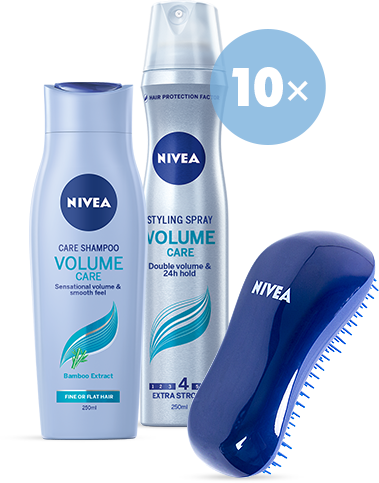 10×
HAIR PROTECTION FACTOR
NIVEA
STYLING SPRAY
VOLUME
CARE
Double volume &
24h hold
1 2 3 4
EXTRA STRO
250ml
NIVEA
CARE SHAMPOO
VOLUME
CARE
Sensational volume &
smooth feel
Bamboo Extract
FINE OR FLAT HAIR
250ml
NIVEA